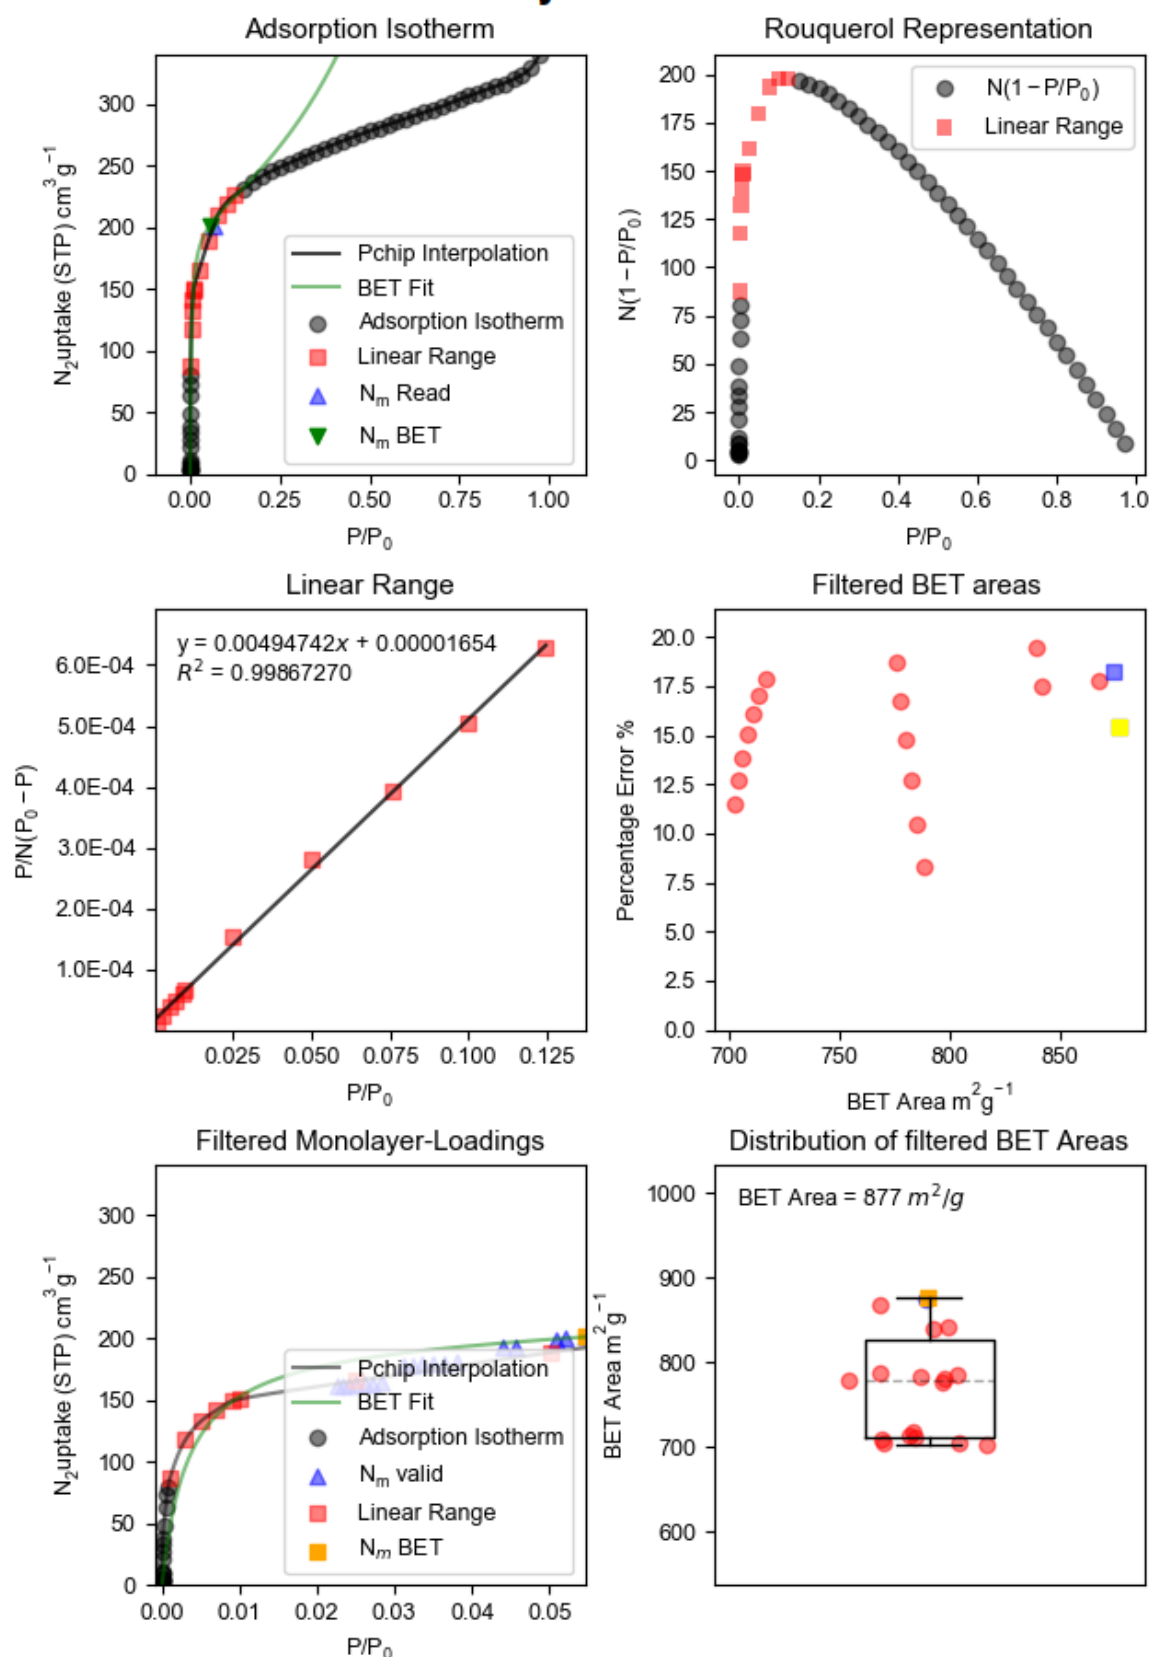 Adsorption Isotherm
N₂uptake (STP) cm³g⁻¹
300
250
200
150
100
50
0
Pchip Interpolation
BET Fit
Adsorption Isotherm
Linear Range
Nₘ Read
Nₘ BET
0.00 0.25 0.50 0.75 1.00
P/P₀
Rouquerol Representation
N(1−P/P₀)
200
175
150
125
100
75
50
25
0
N(1−P/P₀)
Linear Range
0.0 0.2 0.4 0.6 0.8 1.0
P/P₀
Linear Range
P/N(P₀−P)
y = 0.00494742x + 0.00001654
R² = 0.99867270
6.0E-04
5.0E-04
4.0E-04
3.0E-04
2.0E-04
1.0E-04
0.025 0.050 0.075 0.100 0.125
P/P₀
Filtered BET areas
Percentage Error %
20.0
17.5
15.0
12.5
10.0
7.5
5.0
2.5
0.0
700 750 800 850
BET Area m²g⁻¹
Filtered Monolayer-Loadings
N₂uptake (STP) cm³g⁻¹
300
250
200
150
100
50
0
Pchip Interpolation
BET Fit
Adsorption Isotherm
Nₘ valid
Linear Range
Nₘ BET
0.00 0.01 0.02 0.03 0.04 0.05
P/P₀
Distribution of filtered BET Areas
BET Area m²g⁻¹
BET Area = 877 m²/g
1000
900
800
700
600